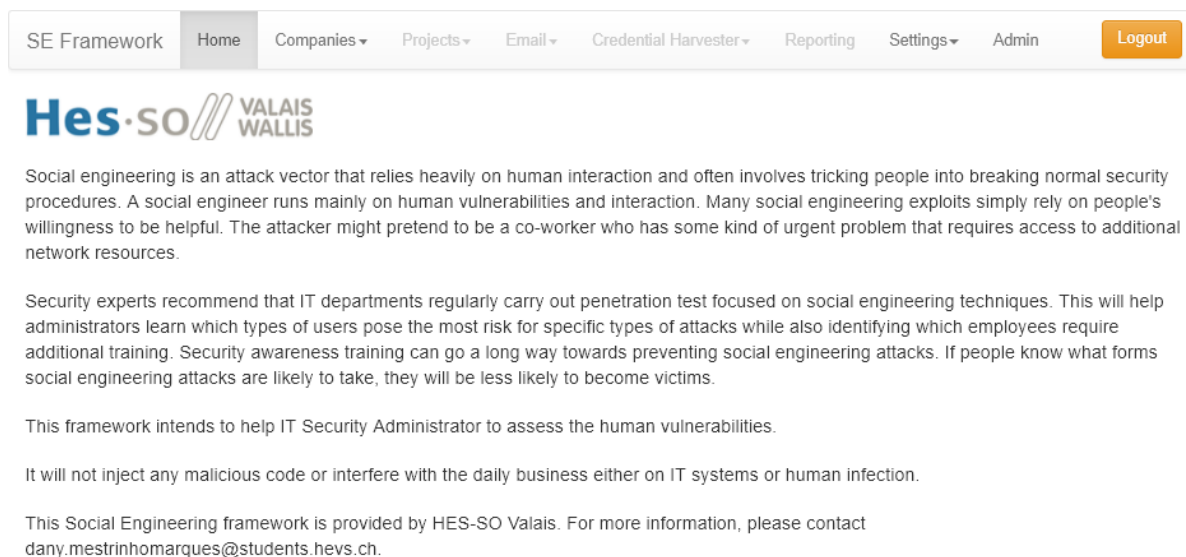 SE Framework Home Companies Projects Email Credential Harvester Reporting Settings Admin Logout
Hes·so VALAIS
WALLIS
Social engineering is an attack vector that relies heavily on human interaction and often involves tricking people into breaking normal security
procedures. A social engineer runs mainly on human vulnerabilities and interaction. Many social engineering exploits simply rely on people's
willingness to be helpful. The attacker might pretend to be a co-worker who has some kind of urgent problem that requires access to additional
network resources.
Security experts recommend that IT departments regularly carry out penetration test focused on social engineering techniques. This will help
administrators learn which types of users pose the most risk for specific types of attacks while also identifying which employees require
additional training. Security awareness training can go a long way towards preventing social engineering attacks. If people know what forms
social engineering attacks are likely to take, they will be less likely to become victims.
This framework intends to help IT Security Administrator to assess the human vulnerabilities.
It will not inject any malicious code or interfere with the daily business either on IT systems or human infection.
This Social Engineering framework is provided by HES-SO Valais. For more information, please contact
dany.mestrinhomarques@students.hevs.ch.